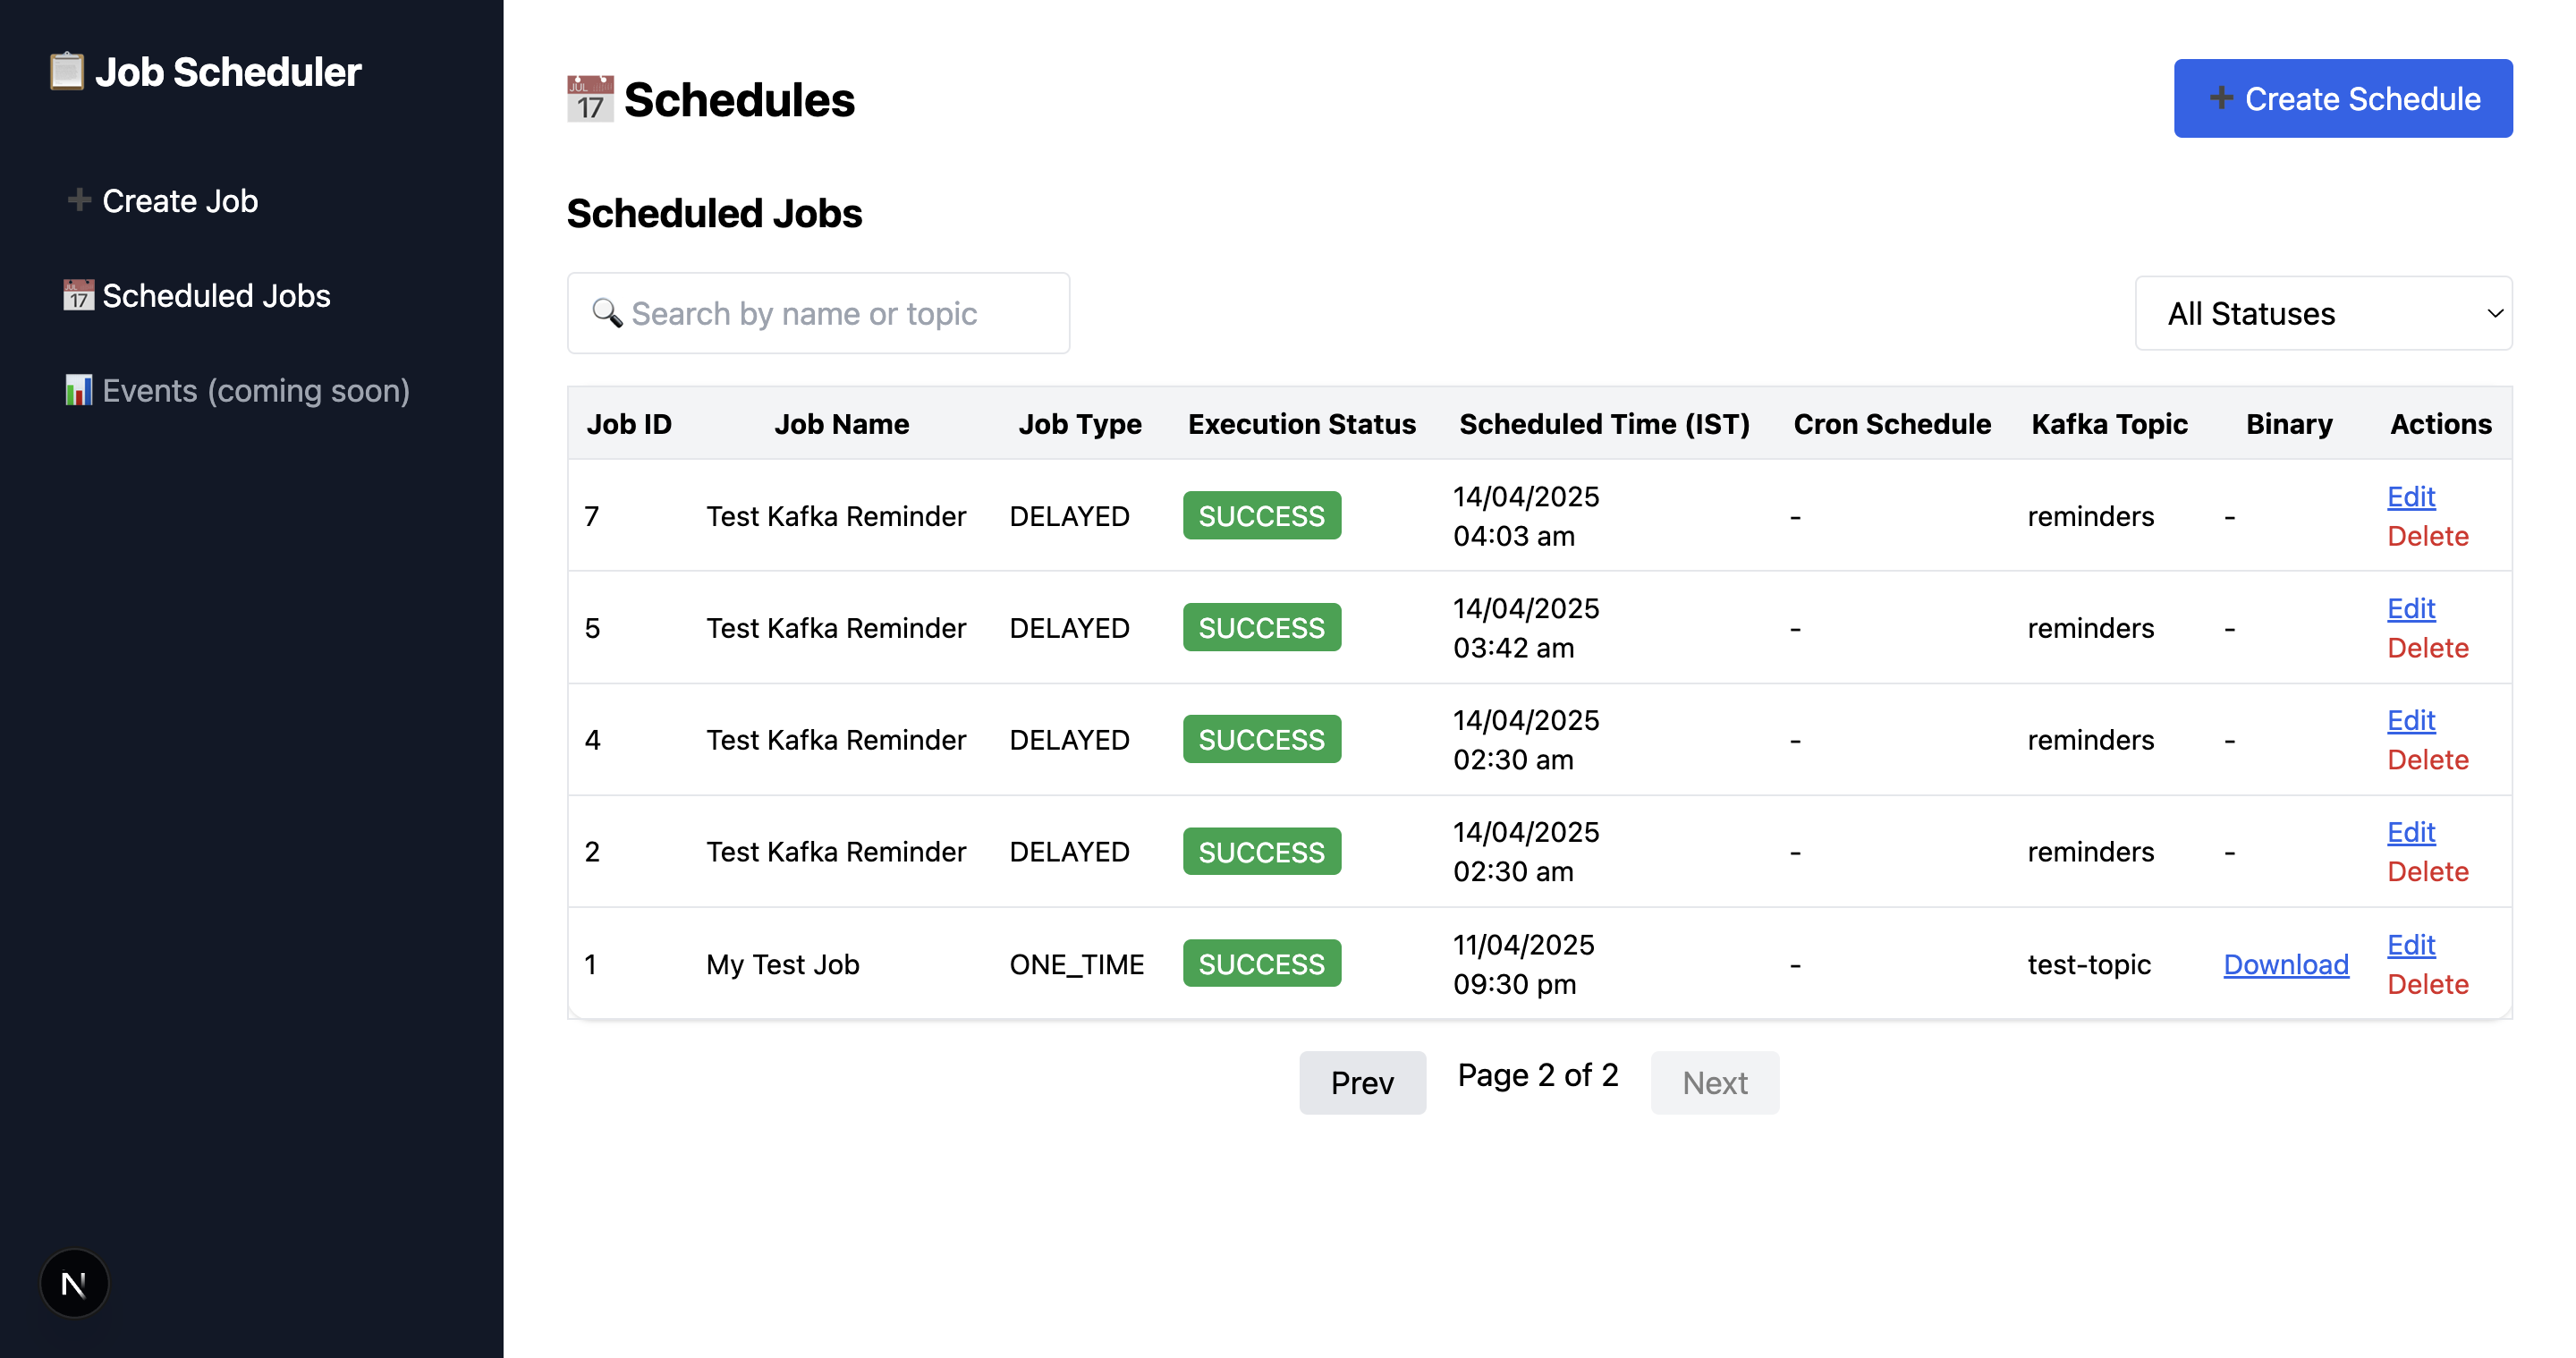 📋 Job Scheduler
➕ Create Job
📅 Scheduled Jobs
📊 Events (coming soon)
N
📅 Schedules
➕ Create Schedule
Scheduled Jobs
🔍 Search by name or topic
All Statuses
Job ID Job Name Job Type Execution Status Scheduled Time (IST) Cron Schedule Kafka Topic Binary Actions
7 Test Kafka Reminder DELAYED SUCCESS 14/04/2025 04:03 am - reminders - Edit Delete
5 Test Kafka Reminder DELAYED SUCCESS 14/04/2025 03:42 am - reminders - Edit Delete
4 Test Kafka Reminder DELAYED SUCCESS 14/04/2025 02:30 am - reminders - Edit Delete
2 Test Kafka Reminder DELAYED SUCCESS 14/04/2025 02:30 am - reminders - Edit Delete
1 My Test Job ONE_TIME SUCCESS 11/04/2025 09:30 pm - test-topic Download Edit Delete
Prev Page 2 of 2 Next